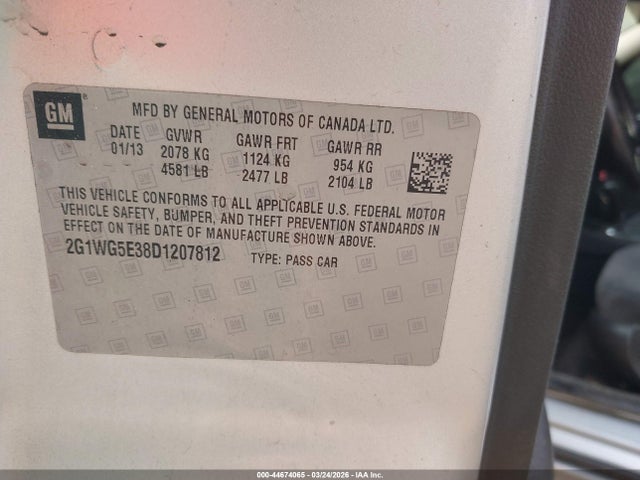 GM ®
MFD BY GENERAL MOTORS OF CANADA LTD.
DATE GVWR GAWR FRT GAWR RR
01/13 2078 KG 1124 KG 954 KG
4581 LB 2477 LB 2104 LB
THIS VEHICLE CONFORMS TO ALL APPLICABLE U.S. FEDERAL MOTOR
VEHICLE SAFETY, BUMPER, AND THEFT PREVENTION STANDARDS IN
EFFECT ON THE DATE OF MANUFACTURE SHOWN ABOVE.
2G1WG5E38D1207812 TYPE: PASS CAR
000-44674065 - 03/24/2026 - IAA Inc.